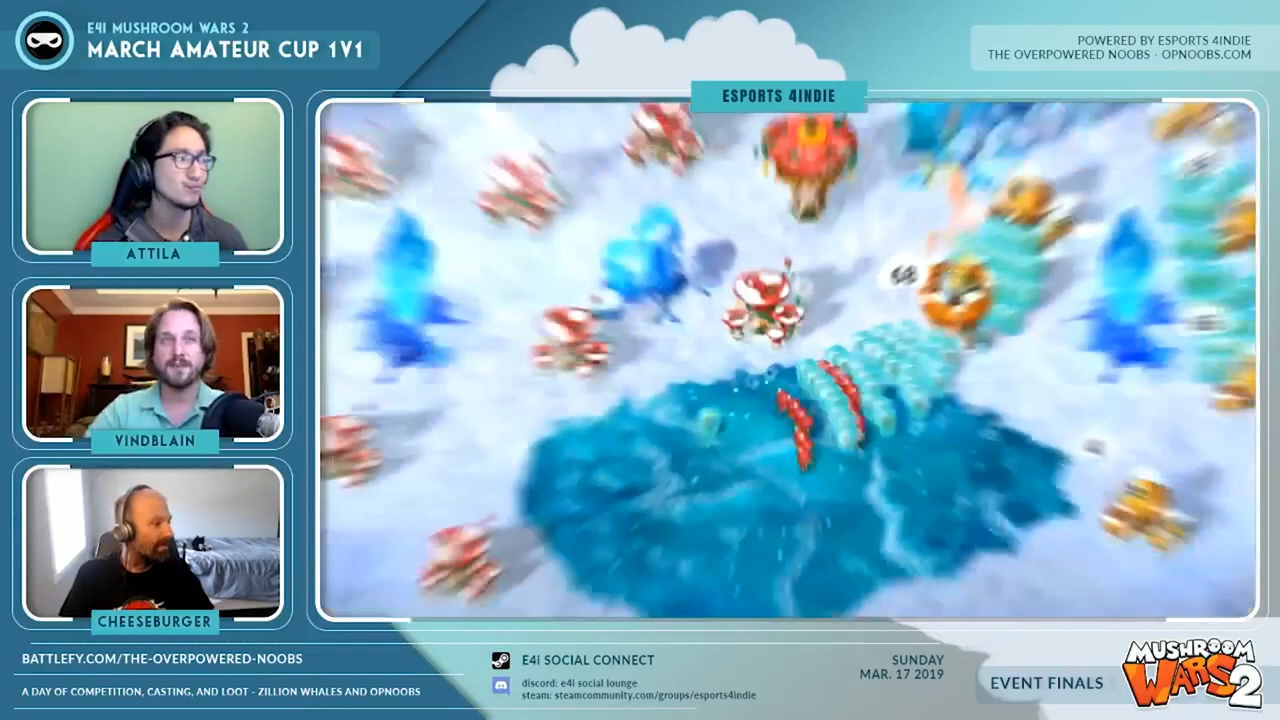 E4I MUSHROOM WARS 2
MARCH AMATEUR CUP 1V1
POWERED BY ESPORTS 4INDIE
THE OVERPOWERED NOOBS - OPNOOBS.COM
ESPORTS 4INDIE
ATTILA
68
VINDBLAIN
CHEESEBURGER
BATTLEFY.COM/THE-OVERPOWERED-NOOBS
A DAY OF COMPETITION, CASTING, AND LOOT - ZILLION WHALES AND OPNOOBS
E4i SOCIAL CONNECT
discord: e4i social lounge
steam: steamcommunity.com/groups/esports4indie
SUNDAY
MAR. 17 2019
EVENT FINALS
MUSHROOM
WARS 2